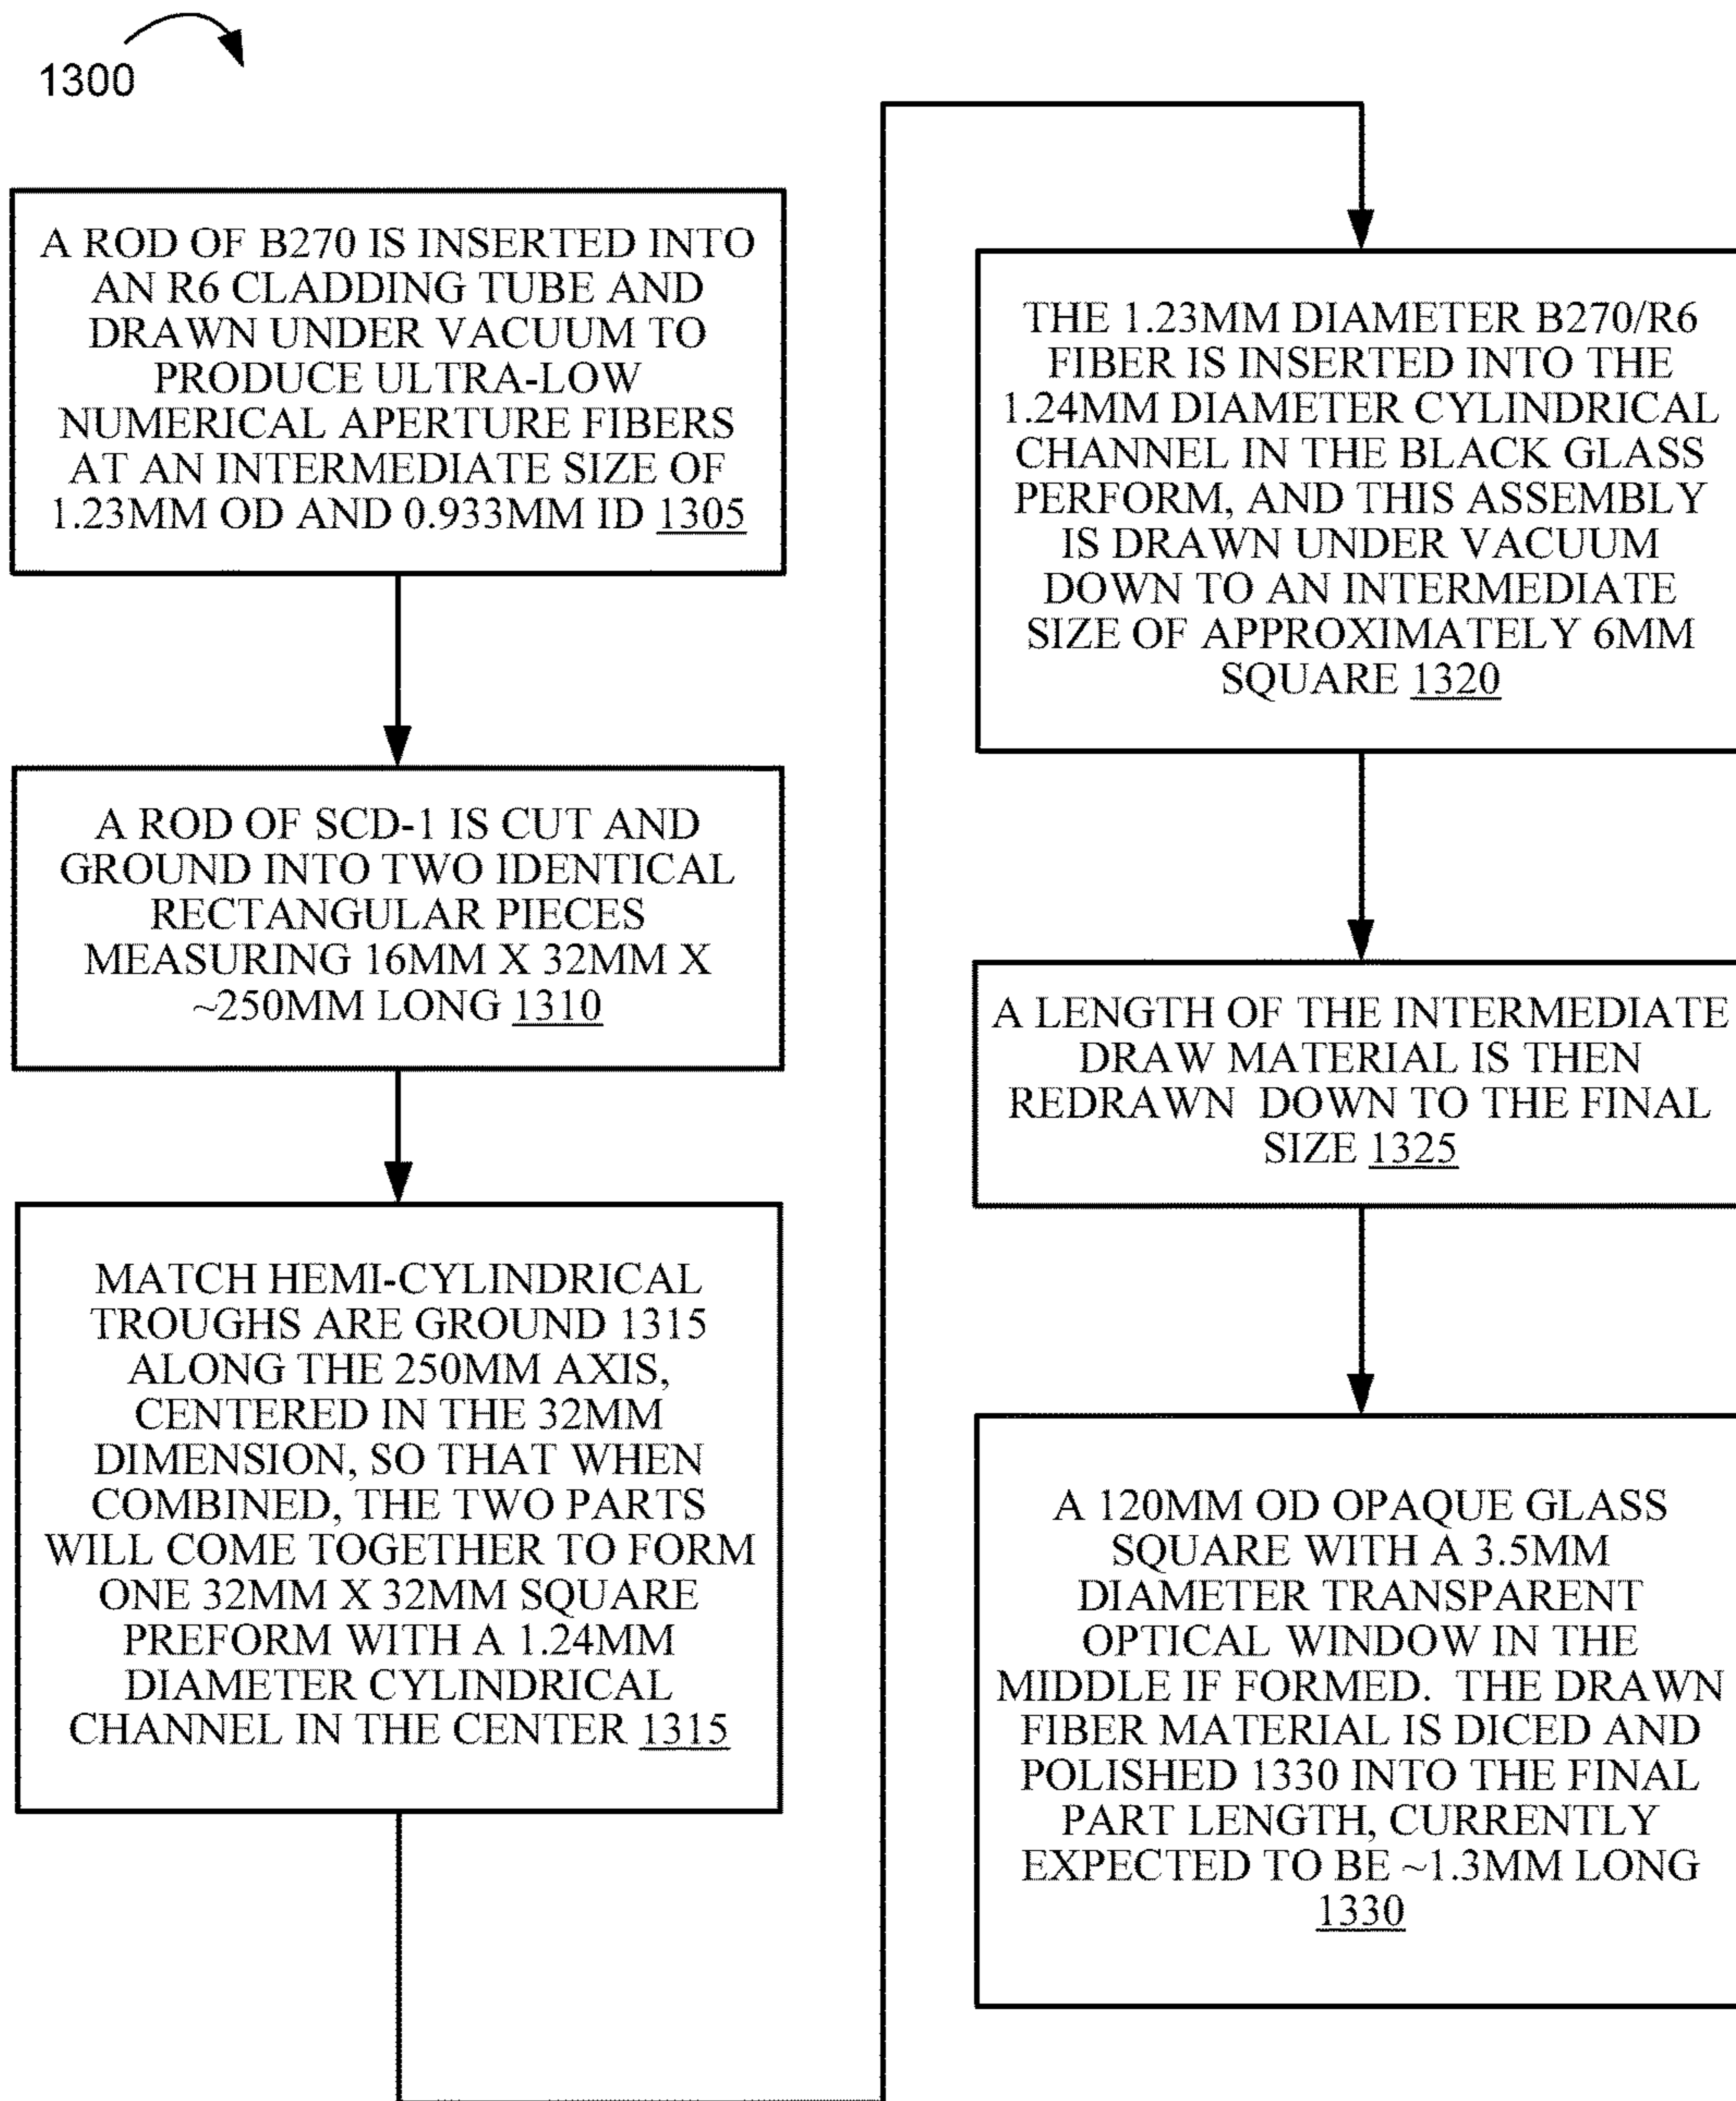 1300
A ROD OF B270 IS INSERTED INTO
AN R6 CLADDING TUBE AND
DRAWN UNDER VACUUM TO
PRODUCE ULTRA-LOW
NUMERICAL APERTURE FIBERS
AT AN INTERMEDIATE SIZE OF
1.23MM OD AND 0.933MM ID 1305
A ROD OF SCD-1 IS CUT AND
GROUND INTO TWO IDENTICAL
RECTANGULAR PIECES
MEASURING 16MM X 32MM X
~250MM LONG 1310
MATCH HEMI-CYLINDRICAL
TROUGHS ARE GROUND 1315
ALONG THE 250MM AXIS,
CENTERED IN THE 32MM
DIMENSION, SO THAT WHEN
COMBINED, THE TWO PARTS
WILL COME TOGETHER TO FORM
ONE 32MM X 32MM SQUARE
PREFORM WITH A 1.24MM
DIAMETER CYLINDRICAL
CHANNEL IN THE CENTER 1315
THE 1.23MM DIAMETER B270/R6
FIBER IS INSERTED INTO THE
1.24MM DIAMETER CYLINDRICAL
CHANNEL IN THE BLACK GLASS
PERFORM, AND THIS ASSEMBLY
IS DRAWN UNDER VACUUM
DOWN TO AN INTERMEDIATE
SIZE OF APPROXIMATELY 6MM
SQUARE 1320
A LENGTH OF THE INTERMEDIATE
DRAW MATERIAL IS THEN
REDRAWN DOWN TO THE FINAL
SIZE 1325
A 120MM OD OPAQUE GLASS
SQUARE WITH A 3.5MM
DIAMETER TRANSPARENT
OPTICAL WINDOW IN THE
MIDDLE IF FORMED. THE DRAWN
FIBER MATERIAL IS DICED AND
POLISHED 1330 INTO THE FINAL
PART LENGTH, CURRENTLY
EXPECTED TO BE ~1.3MM LONG
1330